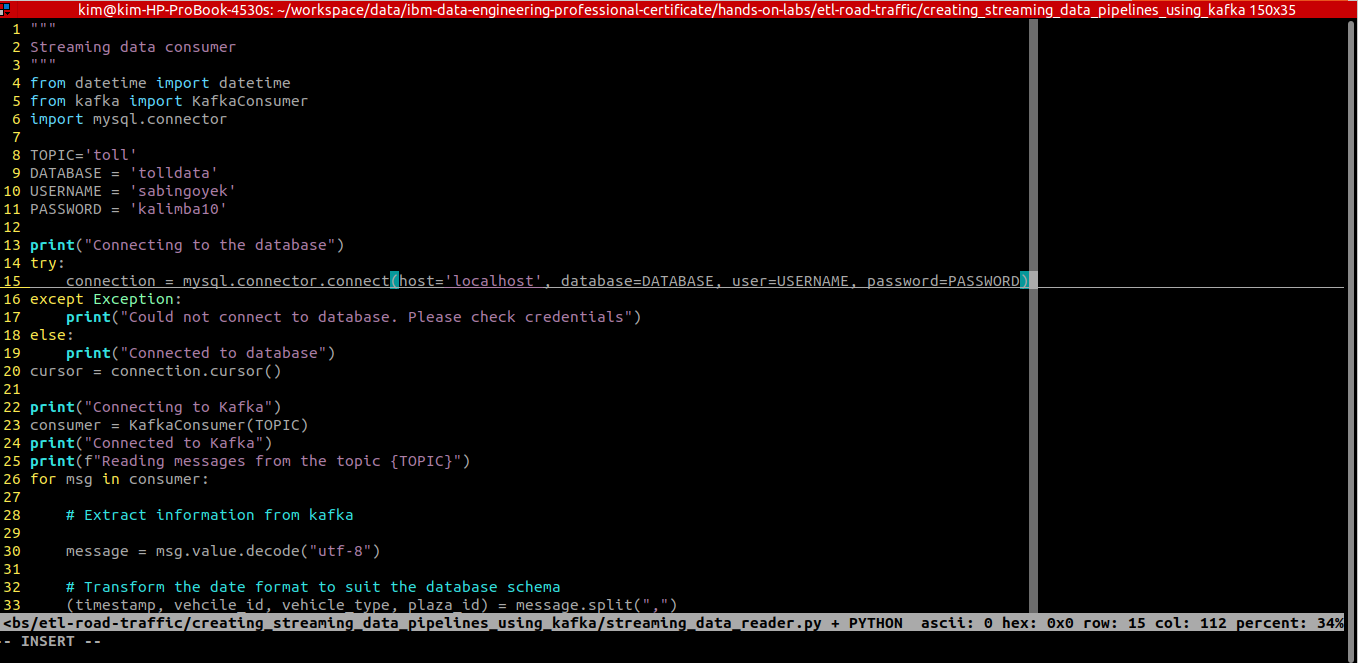 kim@kim-HP-ProBook-4530s: ~/workspace/data/ibm-data-engineering-professional-certificate/hands-on-labs/etl-road-traffic/creating_streaming_data_pipelines_using_kafka 150x35
1 """
2 Streaming data consumer
3 """
4 from datetime import datetime
5 from kafka import KafkaConsumer
6 import mysql.connector
7
8 TOPIC='toll'
9 DATABASE = 'tolldata'
10 USERNAME = 'sabingoyek'
11 PASSWORD = 'kalimba10'
12
13 print("Connecting to the database")
14 try:
15     connection = mysql.connector.connect(host='localhost', database=DATABASE, user=USERNAME, password=PASSWORD)
16 except Exception:
17     print("Could not connect to database. Please check credentials")
18 else:
19     print("Connected to database")
20 cursor = connection.cursor()
21
22 print("Connecting to Kafka")
23 consumer = KafkaConsumer(TOPIC)
24 print("Connected to Kafka")
25 print(f"Reading messages from the topic {TOPIC}")
26 for msg in consumer:
27
28     # Extract information from kafka
29
30     message = msg.value.decode("utf-8")
31
32     # Transform the date format to suit the database schema
33     (timestamp, vehcile_id, vehicle_type, plaza_id) = message.split(",")
<bs/etl-road-traffic/creating_streaming_data_pipelines_using_kafka/streaming_data_reader.py + PYTHON  ascii: 0 hex: 0x0 row: 15 col: 112 percent: 34%
-- INSERT --